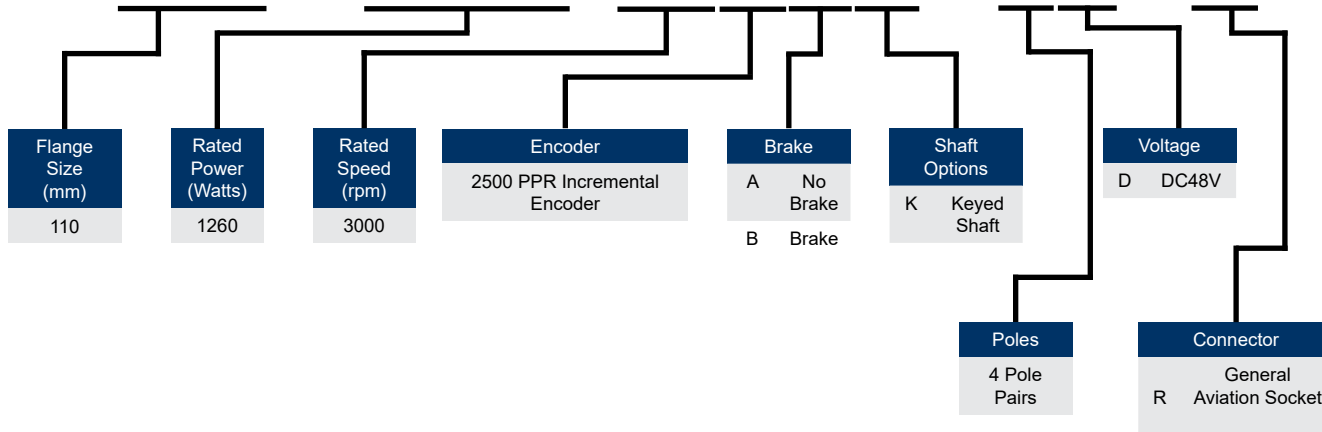 Flange
Size
(mm)
110
Rated
Power
(Watts)
1260
Rated
Speed
(rpm)
3000
Encoder
2500 PPR Incremental
Encoder
Brake
A No
Brake
B Brake
Shaft
Options
K Keyed
Shaft
Voltage
D DC48V
Poles
4 Pole
Pairs
Connector
General
R Aviation Socket